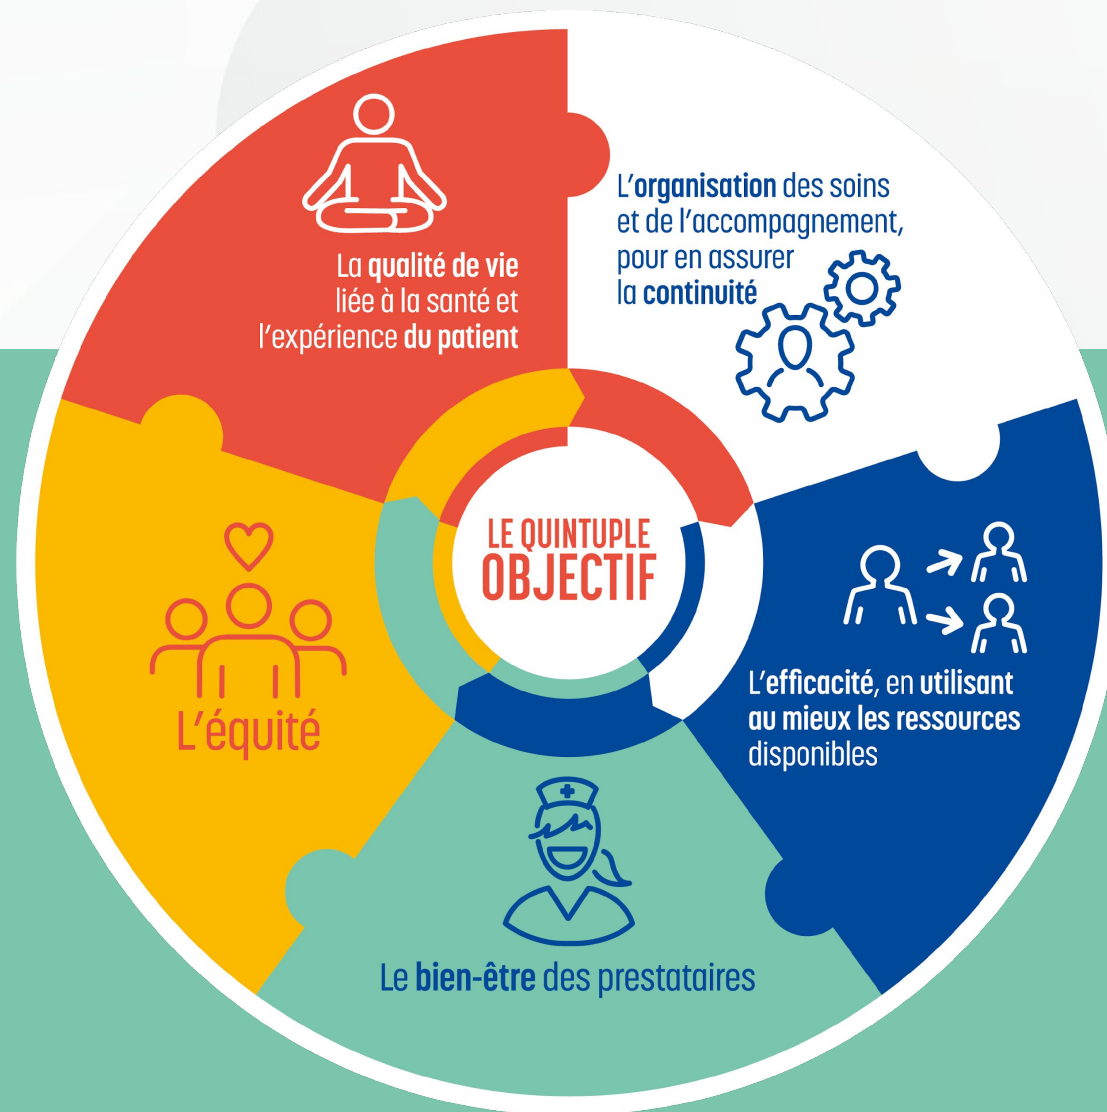 La qualité de vie
liée à la santé et
l'expérience du patient
L'organisation des soins
et de l'accompagnement,
pour en assurer
la continuité
LE QUINTUPLE
OBJECTIF
L'équité
L'efficacité, en utilisant
au mieux les ressources
disponibles
Le bien-être des prestataires